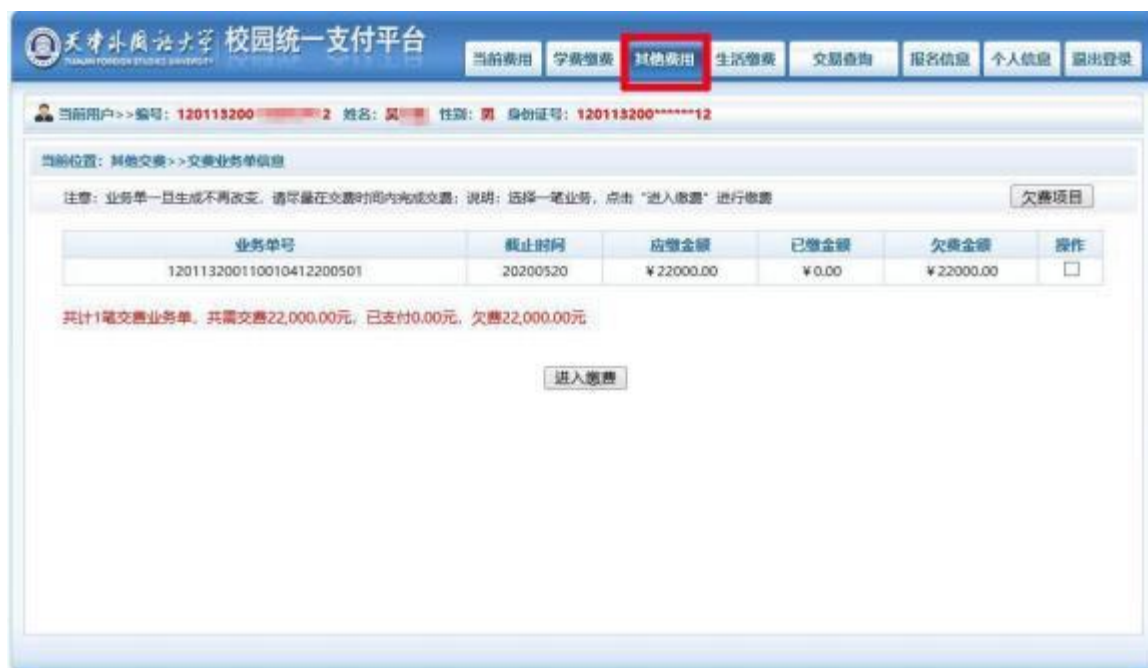 天津外国语大学 校园统一支付平台
TIANJIN FOREIGN STUDIES UNIVERSITY
当前费用 学费缴费 其他费用 生活缴费 交易查询 报名信息 个人信息 退出登录
当前用户>>编号：120113200 2 姓名：吴 性别：男 身份证号：120113200******12
当前位置：其他交费>>交费业务单信息
注意：业务单一旦生成不再改变，请尽量在交费时间内完成交费；说明：选择一笔业务，点击“进入缴费”进行缴费 欠费项目
业务单号 截止时间 应缴金额 已缴金额 欠费金额 操作
120113200110010412200501 20200520 ￥22000.00 ￥0.00 ￥22000.00
共计1笔交费业务单，共需交费22,000.00元，已支付0.00元，欠费22,000.00元
进入缴费